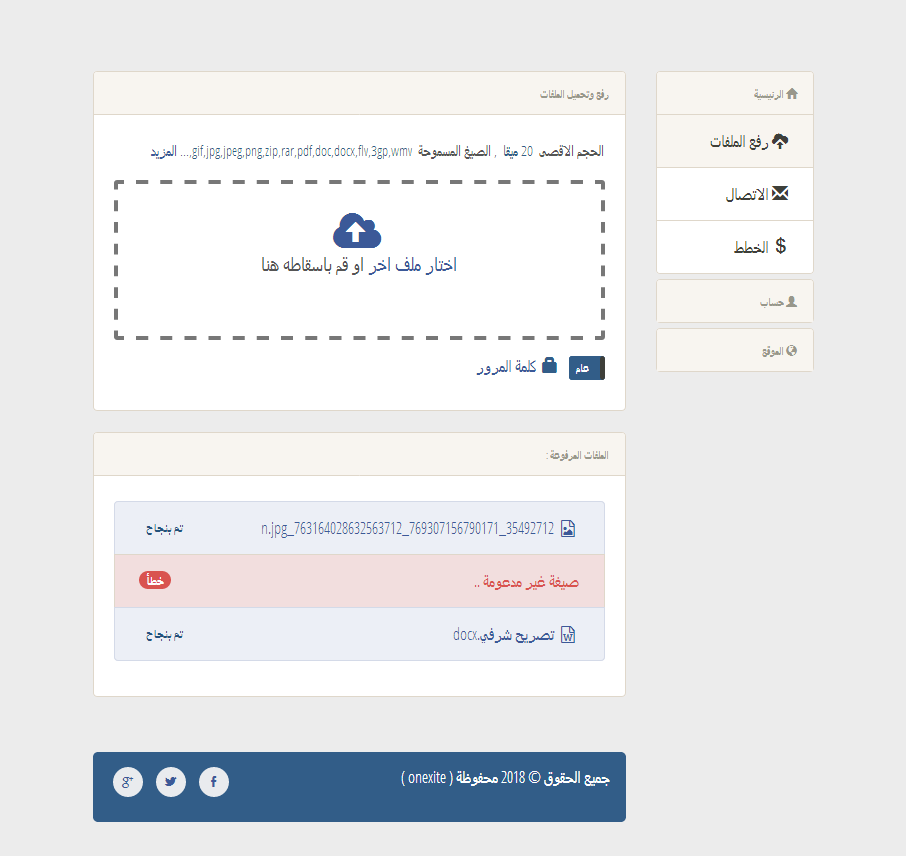 الرئيسية
رفع الملفات
الاتصال
$ الخطط
حساب
الموقع
رفع وتحميل الملفات
الحجم الاقصى 20 ميقا , الصيغ المسموحة gif,jpg,jpeg,png,zip,rar,pdf,doc,docx,flv,3gp,wmv,... المزيد
اختار ملف اخر او قم باسقاطه هنا
عام كلمة المرور
الملفات المرفوعة :
35492712_769307156790171_763164028632563712_n.jpg تم بنجاح
صيغة غير مدعومة .. خطأ
تصريح شرفي.docx تم بنجاح
جميع الحقوق © 2018 محفوظة ( onexite )